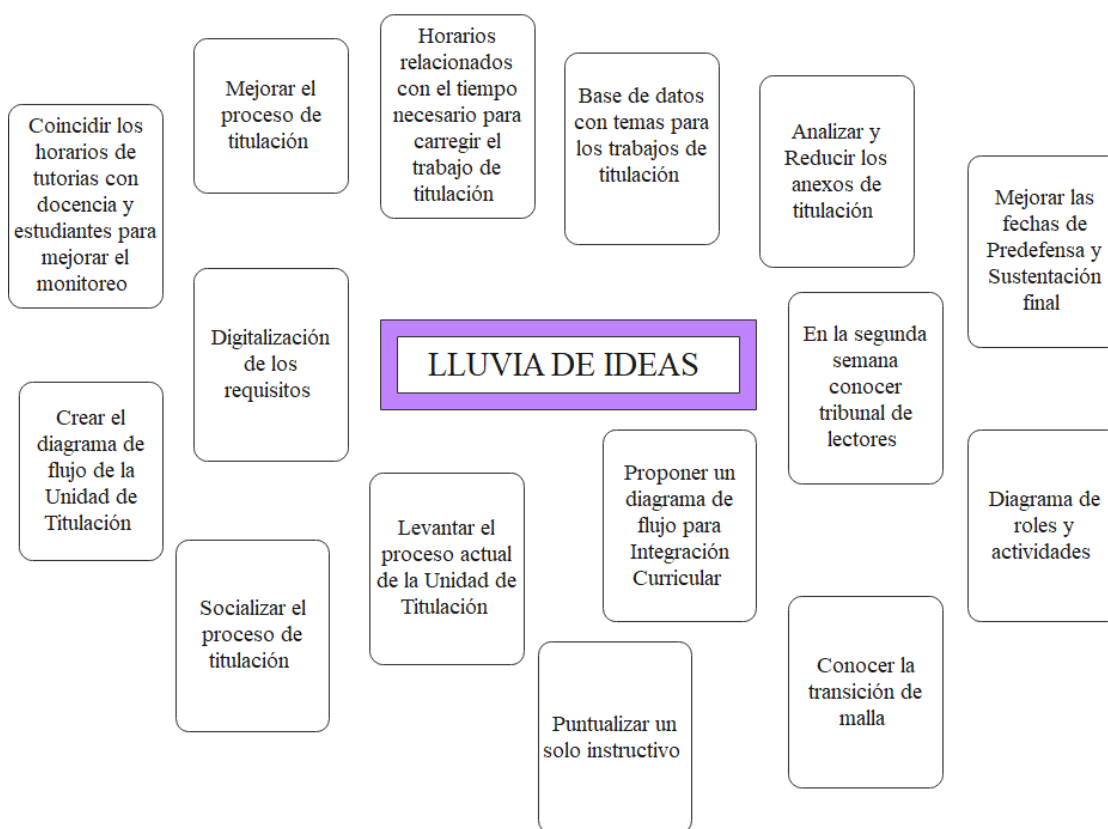 Horarios
relacionados
con el tiempo
necesario para
carregir el
trabajo de
titulación
Mejorar el
proceso de
titulación
Base de datos
con temas para
los trabajos de
titulación
Analizar y
Reducir los
anexos de
titulación
Coincidir los
horarios de
tutorias con
docencia y
estudiantes para
mejorar el
monitoreo
Mejorar las
fechas de
Predefensa y
Sustentación
final
Digitalización
de los
requisitos
LLUVIA DE IDEAS
En la segunda
semana
conocer
tribunal de
lectores
Crear el
diagrama de
flujo de la
Unidad de
Titulación
Levantar el
proceso actual
de la Unidad de
Titulación
Proponer un
diagrama de
flujo para
Integración
Curricular
Diagrama de
roles y
actividades
Socializar el
proceso de
titulación
Puntualizar un
solo instructivo
Conocer la
transición de
malla